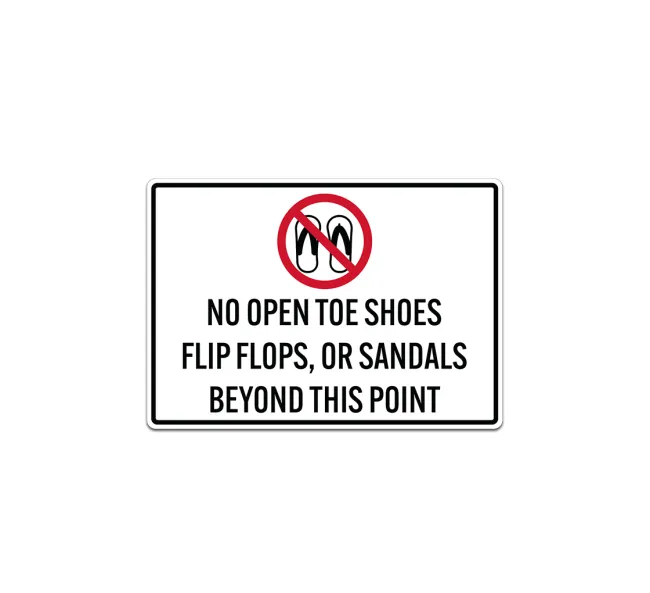 NO OPEN TOE SHOES
FLIP FLOPS, OR SANDALS
BEYOND THIS POINT